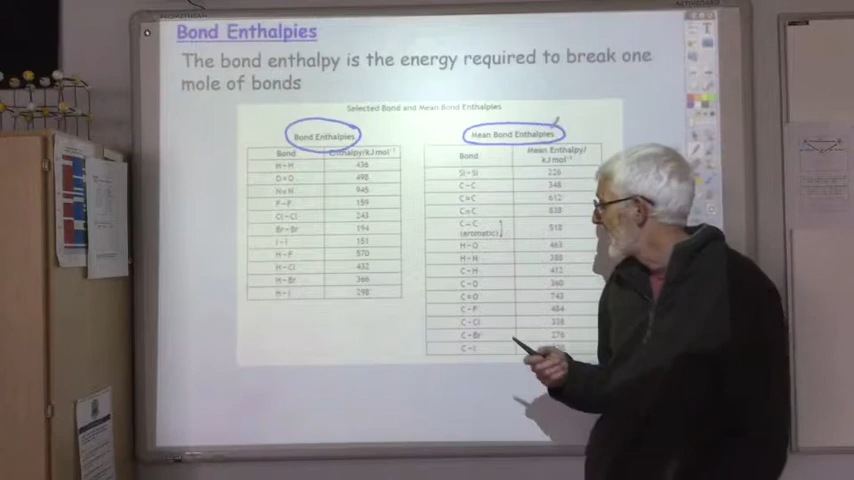 Bond Enthalpies
The bond enthalpy is the energy required to break one
mole of bonds
Selected Bond and Mean Bond Enthalpies
Bond Enthalpies
Bond Enthalpy/kJ mol⁻¹
H-H 436
O=O 498
N≡N 945
F-F 159
Cl-Cl 243
Br-Br 194
I-I 151
H-F 570
H-Cl 432
H-Br 366
H-I 298
Mean Bond Enthalpies
Bond Mean Enthalpy/
kJ mol⁻¹
Si-Si 226
C-C 348
C=C 612
C≡C 838
C-C
(aromatic) 518
H-O 463
H-N 388
C-H 412
C-O 360
C=O 743
C-F 484
C-Cl 338
C-Br 276
C-I